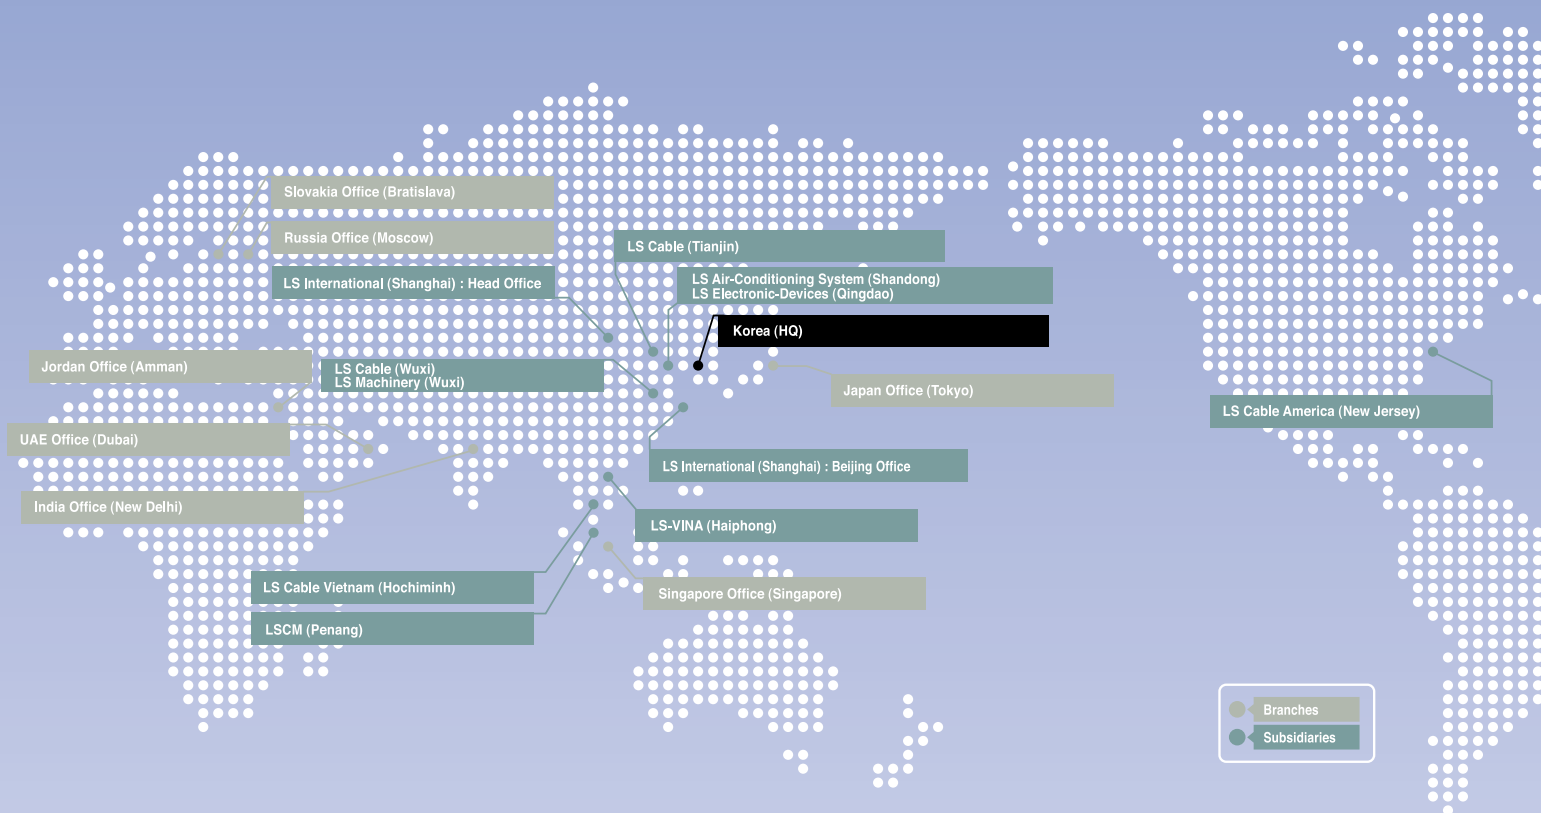 Slovakia Office (Bratislava)
Russia Office (Moscow)
LS Cable (Tianjin)
LS International (Shanghai) : Head Office
LS Air-Conditioning System (Shandong)
LS Electronic-Devices (Qingdao)
Korea (HQ)
Jordan Office (Amman)
LS Cable (Wuxi)
LS Machinery (Wuxi)
Japan Office (Tokyo)
LS Cable America (New Jersey)
UAE Office (Dubai)
LS International (Shanghai) : Beijing Office
India Office (New Delhi)
LS-VINA (Haiphong)
LS Cable Vietnam (Hochiminh)
Singapore Office (Singapore)
LSCM (Penang)
Branches
Subsidiaries